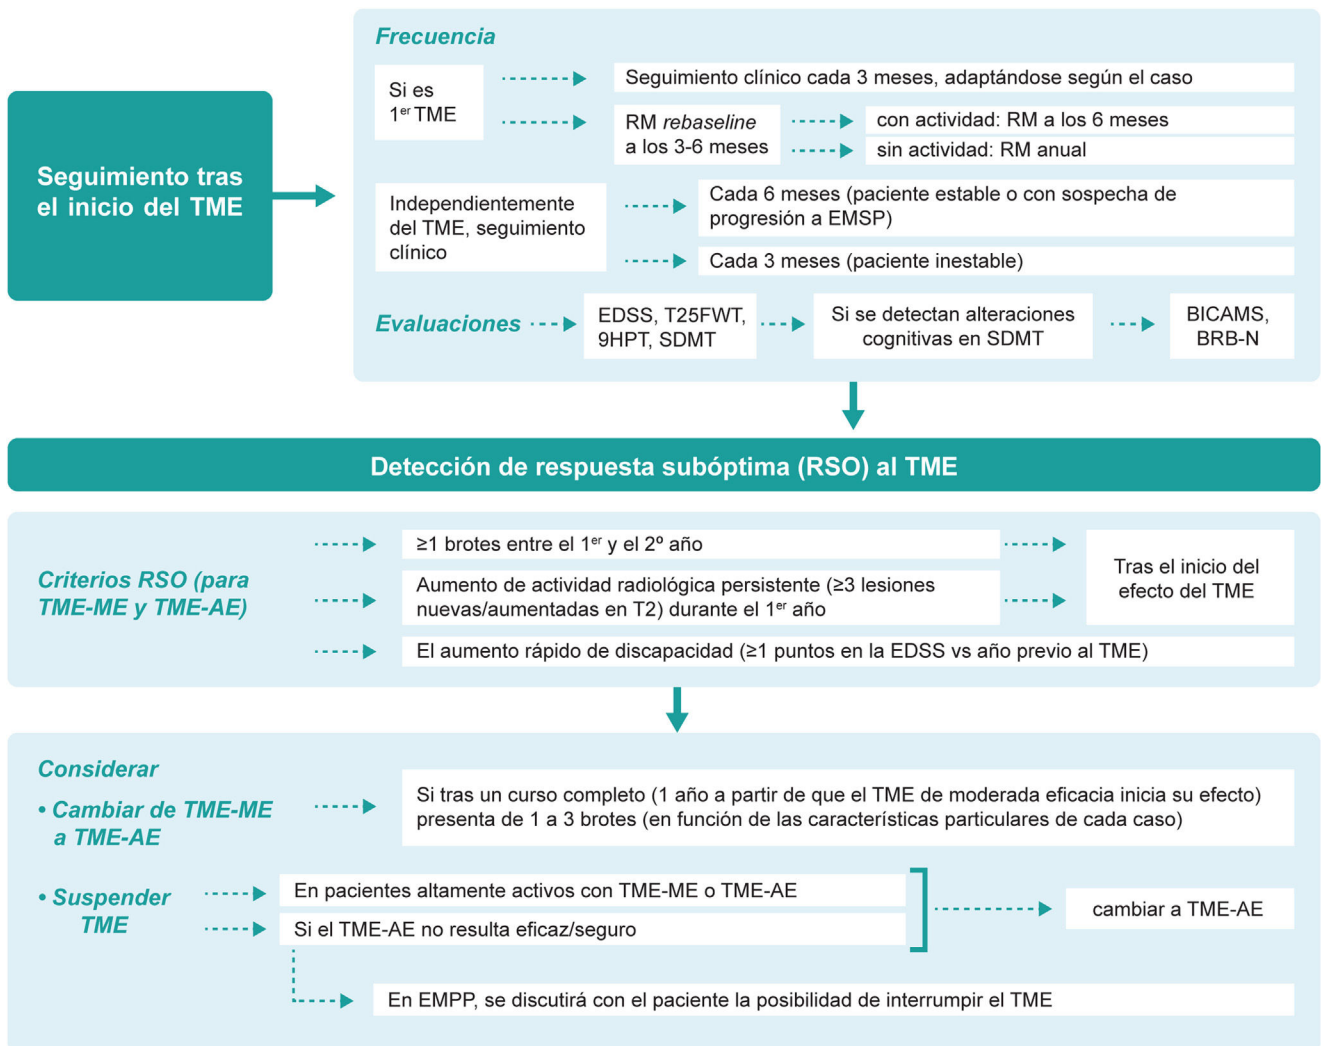 Seguimiento tras
el inicio del TME
Frecuencia
Si es
1er TME
Seguimiento clínico cada 3 meses, adaptándose según el caso
RM rebaseline
a los 3-6 meses
con actividad: RM a los 6 meses
sin actividad: RM anual
Independientemente
del TME, seguimiento
clínico
Cada 6 meses (paciente estable o con sospecha de
progresión a EMSP)
Cada 3 meses (paciente inestable)
Evaluaciones
EDSS, T25FWT,
9HPT, SDMT
Si se detectan alteraciones
cognitivas en SDMT
BICAMS,
BRB-N
Detección de respuesta subóptima (RSO) al TME
Criterios RSO (para
TME-ME y TME-AE)
≥1 brotes entre el 1er y el 2º año
Aumento de actividad radiológica persistente (≥3 lesiones
nuevas/aumentadas en T2) durante el 1er año
Tras el inicio del
efecto del TME
El aumento rápido de discapacidad (≥1 puntos en la EDSS vs año previo al TME)
Considerar
• Cambiar de TME-ME
a TME-AE
Si tras un curso completo (1 año a partir de que el TME de moderada eficacia inicia su efecto)
presenta de 1 a 3 brotes (en función de las características particulares de cada caso)
• Suspender
TME
En pacientes altamente activos con TME-ME o TME-AE
Si el TME-AE no resulta eficaz/seguro
cambiar a TME-AE
En EMPP, se discutirá con el paciente la posibilidad de interrumpir el TME